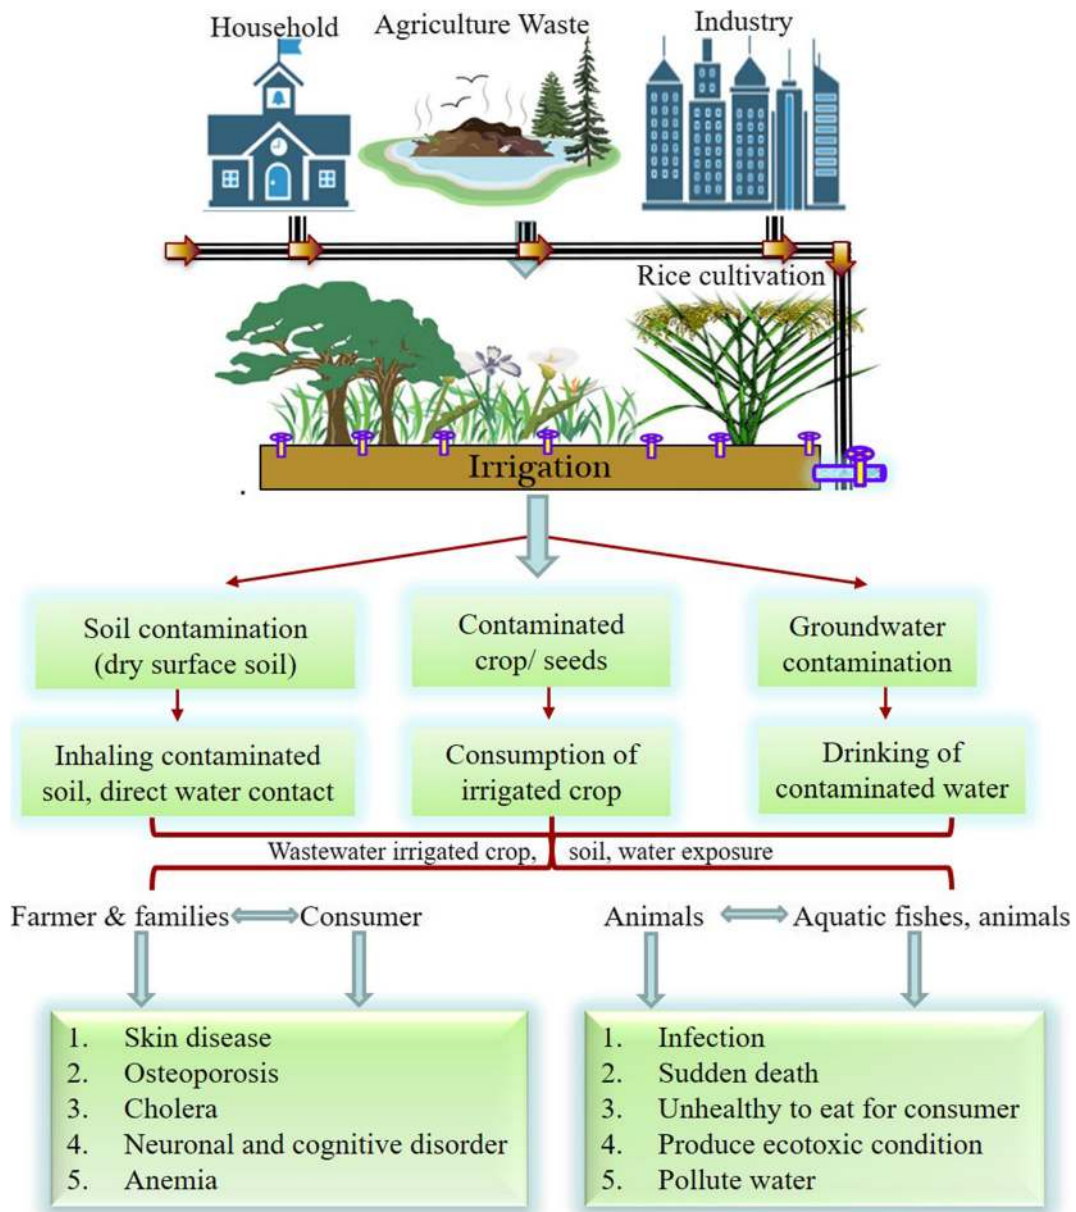 Household
Agriculture Waste
Industry
Rice cultivation
Irrigation
.
Soil contamination
(dry surface soil)
Contaminated
crop/ seeds
Groundwater
contamination
Inhaling contaminated
soil, direct water contact
Consumption of
irrigated crop
Drinking of
contaminated water
Wastewater irrigated crop, soil, water exposure
Farmer & families
Consumer
Animals
Aquatic fishes, animals
1. Skin disease
2. Osteoporosis
3. Cholera
4. Neuronal and cognitive disorder
5. Anemia
1. Infection
2. Sudden death
3. Unhealthy to eat for consumer
4. Produce ecotoxic condition
5. Pollute water